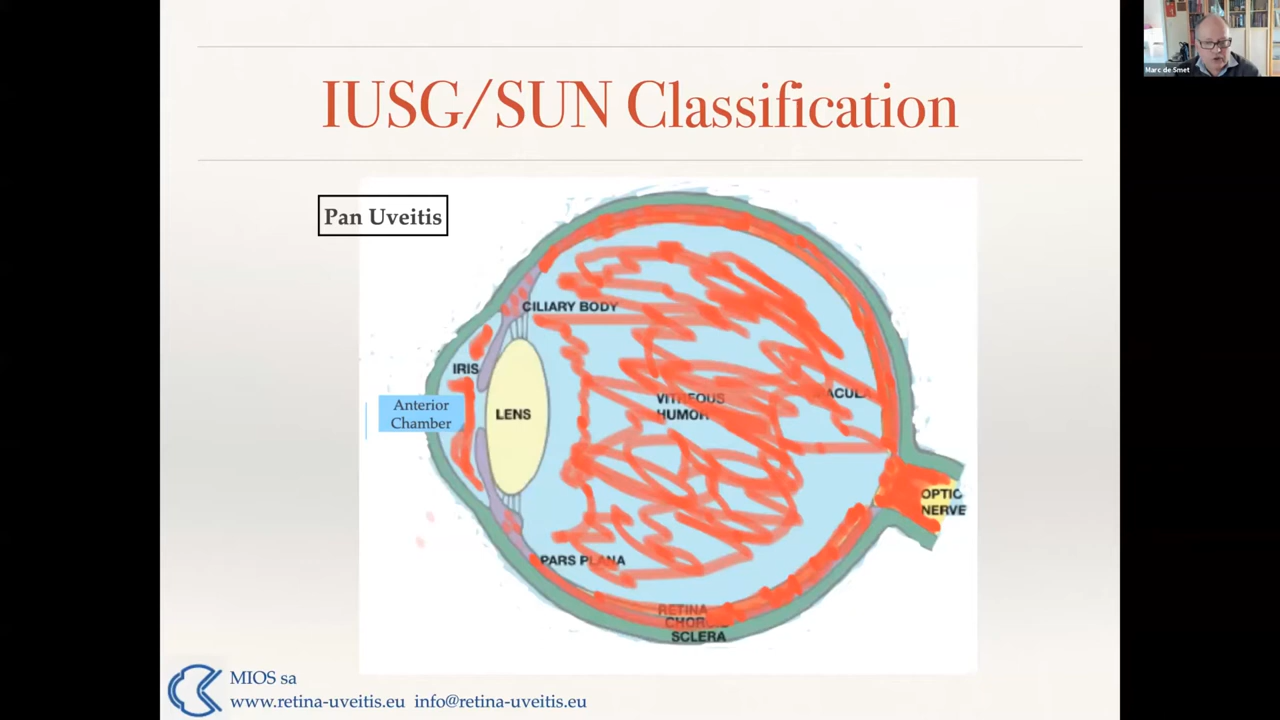 Marc de Smet
IUSG/SUN Classification
Pan Uveitis
CILIARY BODY
IRIS
Anterior
Chamber
LENS
VITREOUS
HUMOR
ACULA
OPTIC
NERVE
PARS PLANA
RETINA
CHOROID
SCLERA
MIOS sa
www.retina-uveitis.eu info@retina-uveitis.eu